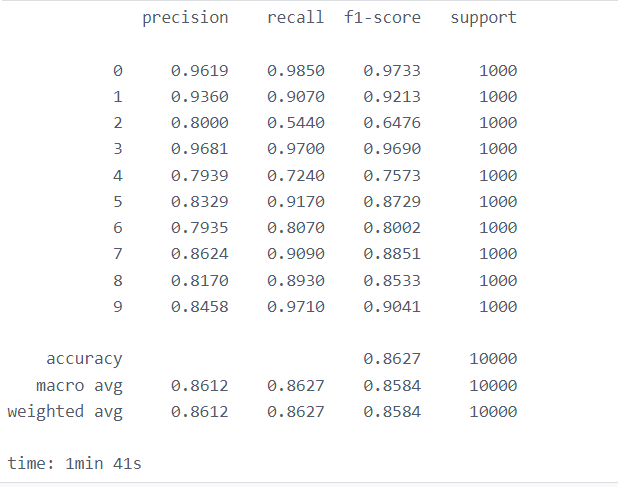 precision recall f1-score support
0 0.9619 0.9850 0.9733 1000
1 0.9360 0.9070 0.9213 1000
2 0.8000 0.5440 0.6476 1000
3 0.9681 0.9700 0.9690 1000
4 0.7939 0.7240 0.7573 1000
5 0.8329 0.9170 0.8729 1000
6 0.7935 0.8070 0.8002 1000
7 0.8624 0.9090 0.8851 1000
8 0.8170 0.8930 0.8533 1000
9 0.8458 0.9710 0.9041 1000
accuracy 0.8627 10000
macro avg 0.8612 0.8627 0.8584 10000
weighted avg 0.8612 0.8627 0.8584 10000
time: 1min 41s